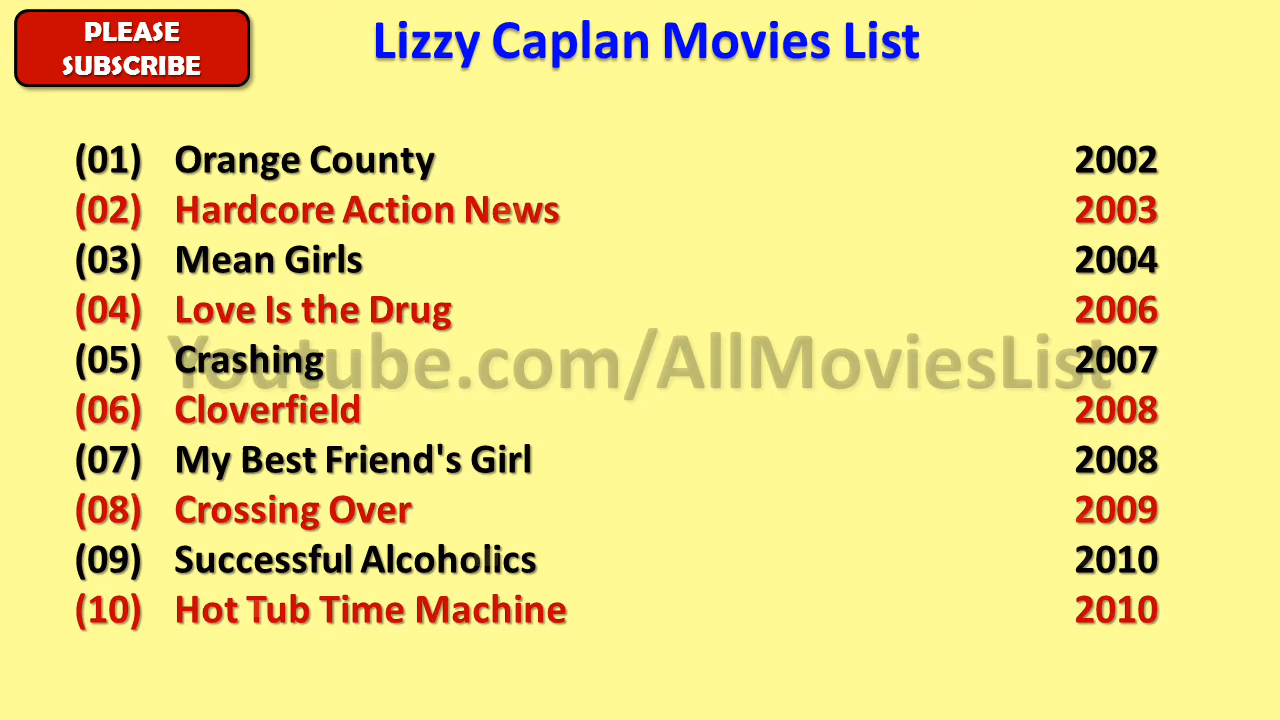 PLEASE
SUBSCRIBE
Lizzy Caplan Movies List
(01) Orange County 2002
(02) Hardcore Action News 2003
(03) Mean Girls 2004
(04) Love Is the Drug 2006
Youtube.com/AllMoviesList
(05) Crashing 2007
(06) Cloverfield 2008
(07) My Best Friend's Girl 2008
(08) Crossing Over 2009
(09) Successful Alcoholics 2010
(10) Hot Tub Time Machine 2010